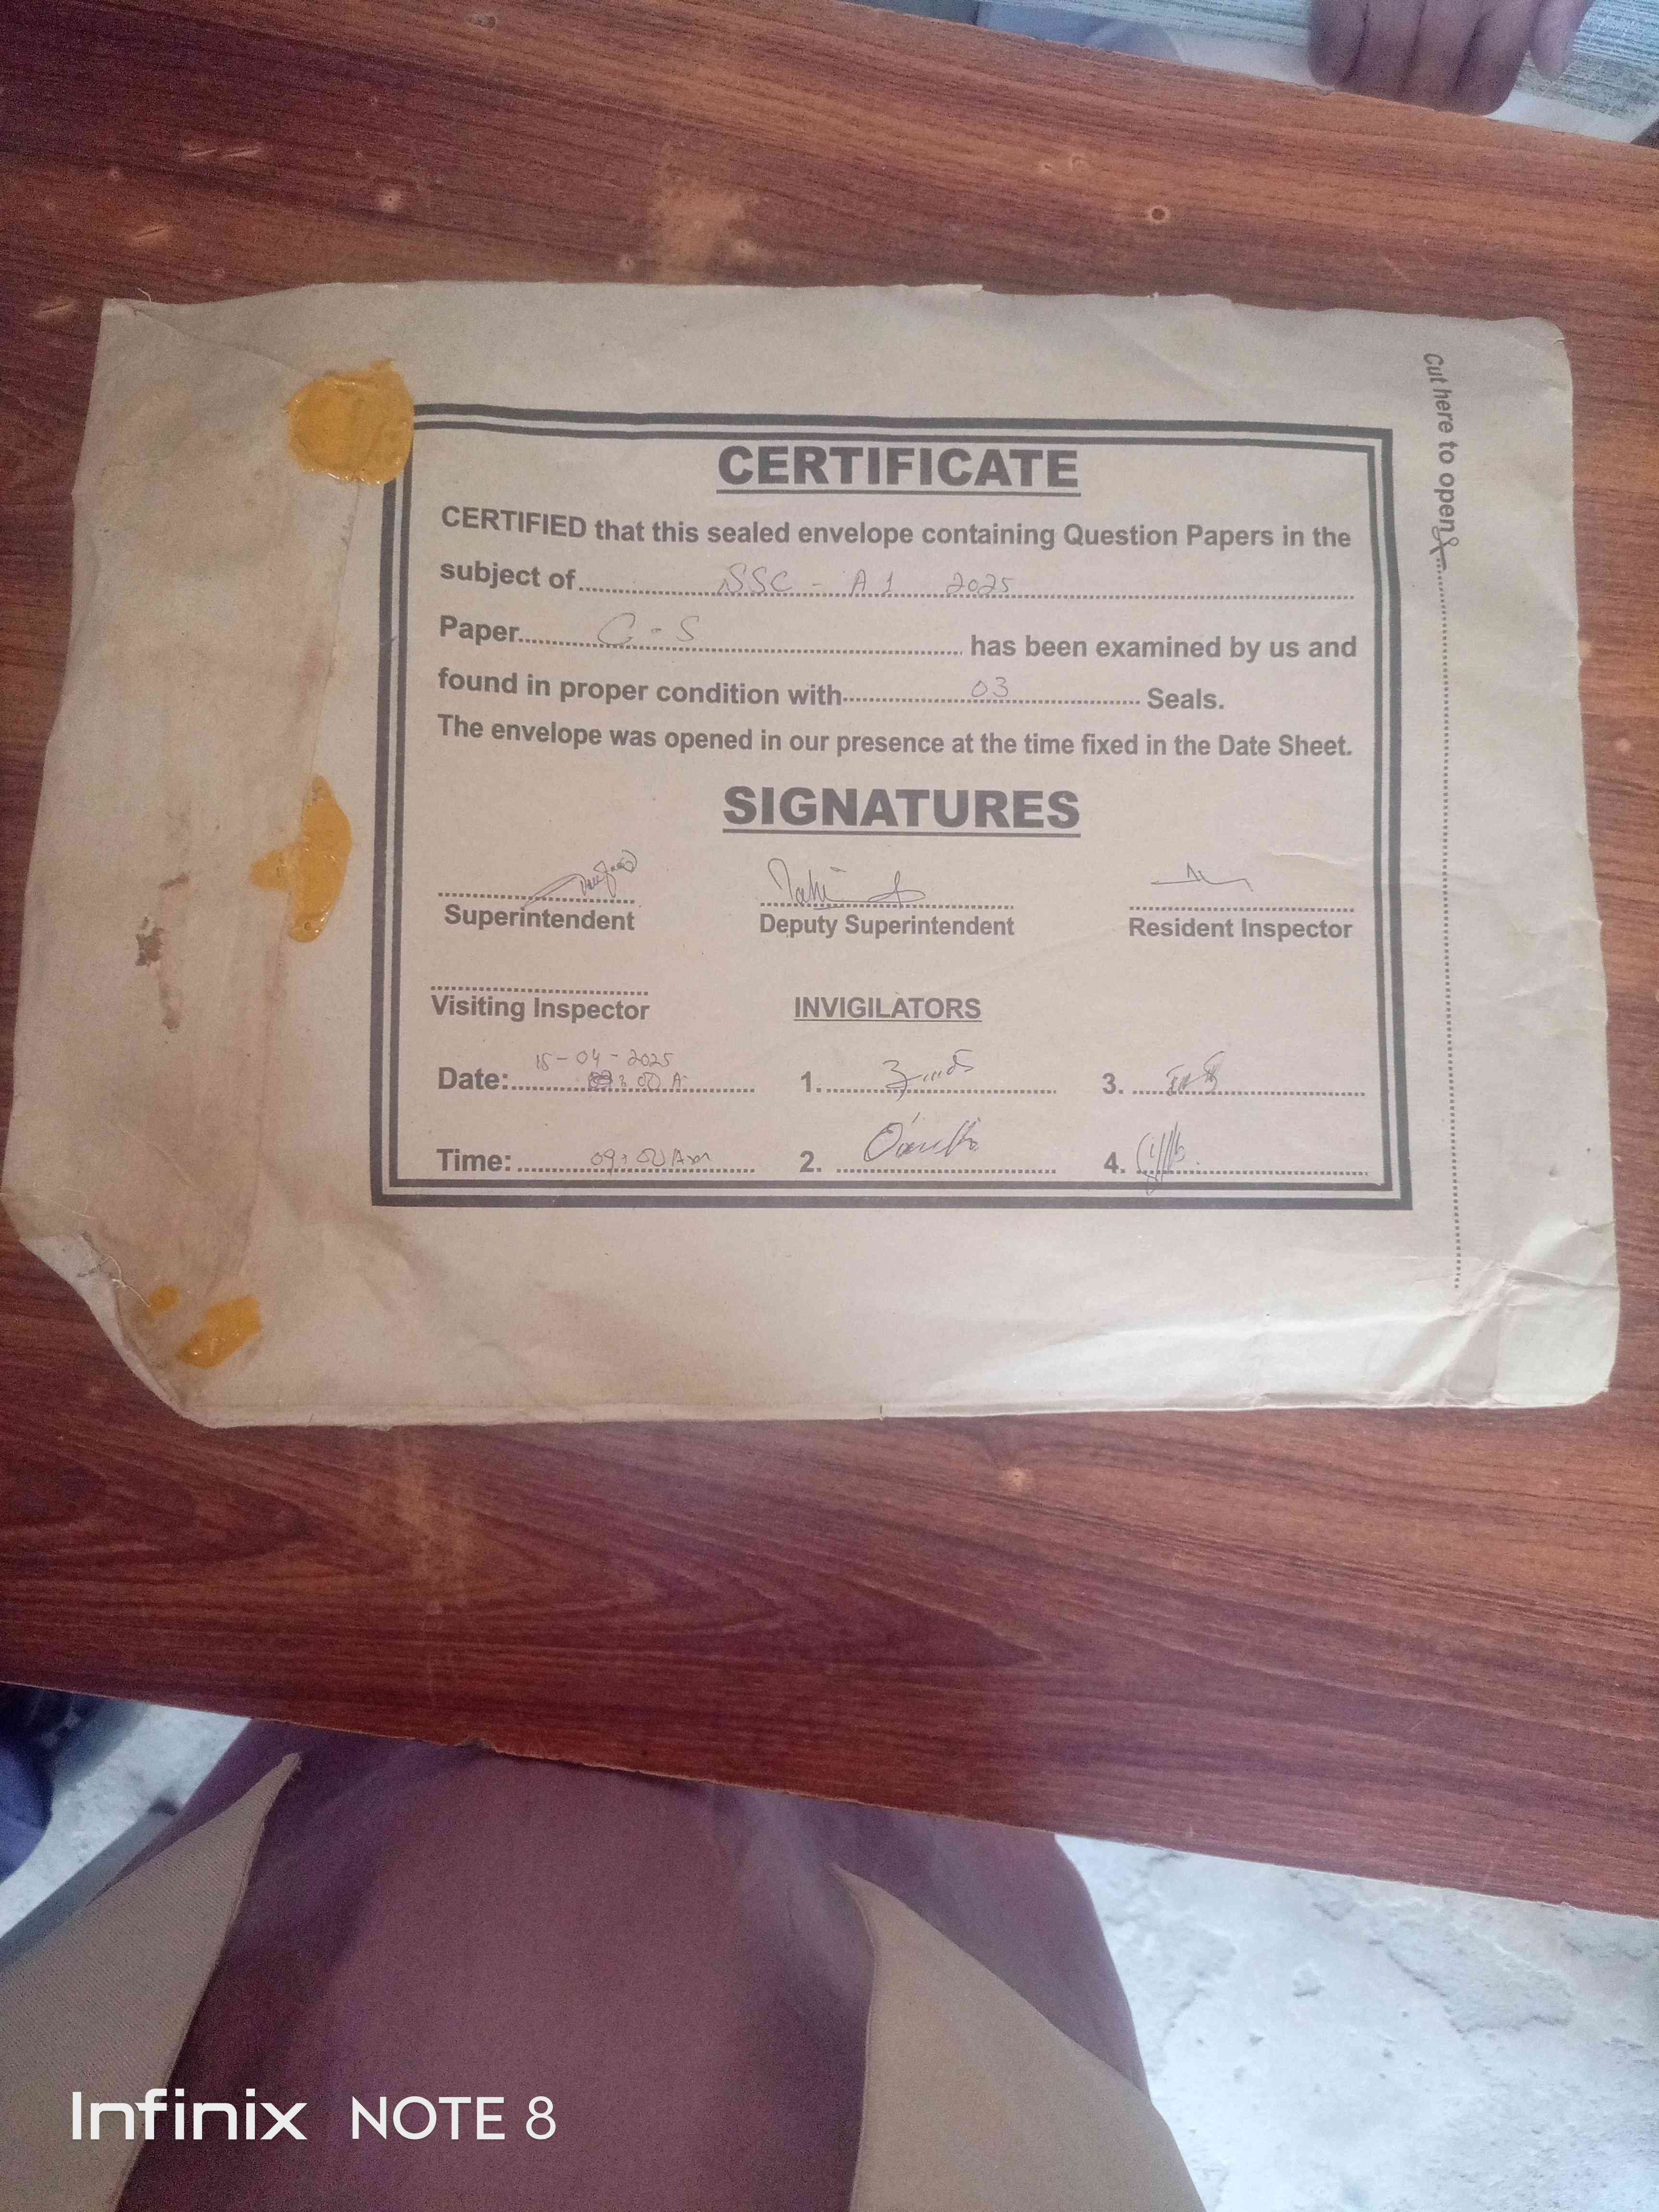 Cut here to open
CERTIFICATE
CERTIFIED that this sealed envelope containing Question Papers in the
subject of SSC - A1 2025
Paper C-S has been examined by us and
found in proper condition with 03 Seals.
The envelope was opened in our presence at the time fixed in the Date Sheet.
SIGNATURES
Superintendent Deputy Superintendent Resident Inspector
Visiting Inspector INVIGILATORS
15-04-2025
Date: 1. 3.
Time: 09:00 Am 2. 4.
Infinix NOTE 8